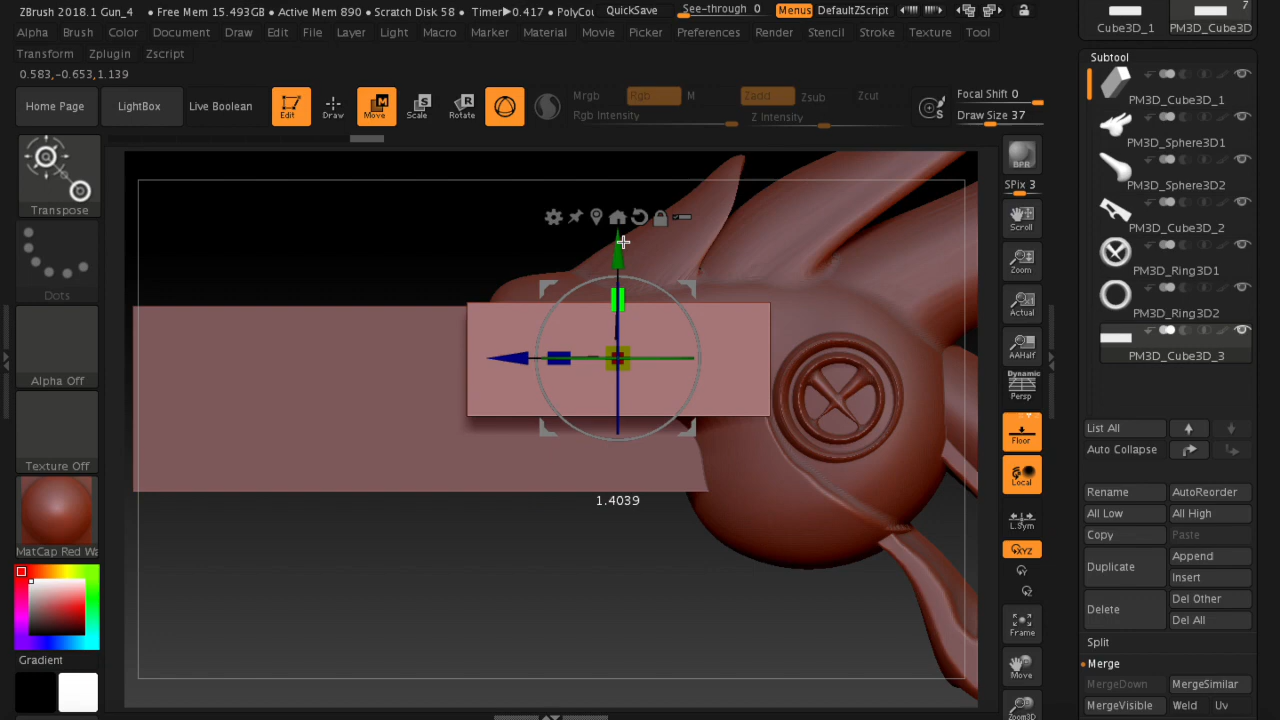 ZBrush 2018.1 Gun_4 • Free Mem 15.493GB • Active Mem 890 • Scratch Disk 58 • Timer▶0.417 • PolyCou QuickSave See-through 0 Menus DefaultZScript
Alpha Brush Color Document Draw Edit File Layer Light Macro Marker Material Movie Picker Preferences Render Stencil Stroke Texture Tool
Transform Zplugin Zscript
0.583,-0.653,1.139
Home Page LightBox Live Boolean Edit Draw Move Scale Rotate
Mrgb Rgb M Zadd Zsub Zcut
Rgb Intensity Z Intensity
Focal Shift 0
Draw Size 37
Transpose
Dots
Alpha Off
Texture Off
MatCap Red Wa
Gradient
1.4039
BPR
SPix 3
Scroll
Zoom
Actual
AAHalf
Dynamic
Persp
Floor
Local
L.Sym
XYZ
Y
Z
Frame
Move
Zoom3D
7
Cube3D_1 PM3D_Cube3D
Subtool
PM3D_Cube3D_1
PM3D_Sphere3D1
PM3D_Sphere3D2
PM3D_Cube3D_2
PM3D_Ring3D1
PM3D_Ring3D2
PM3D_Cube3D_3
List All
Auto Collapse
Rename AutoReorder
All Low All High
Copy Paste
Duplicate Append
Insert
Delete Del Other
Del All
Split
Merge
MergeDown MergeSimilar
MergeVisible Weld Uv